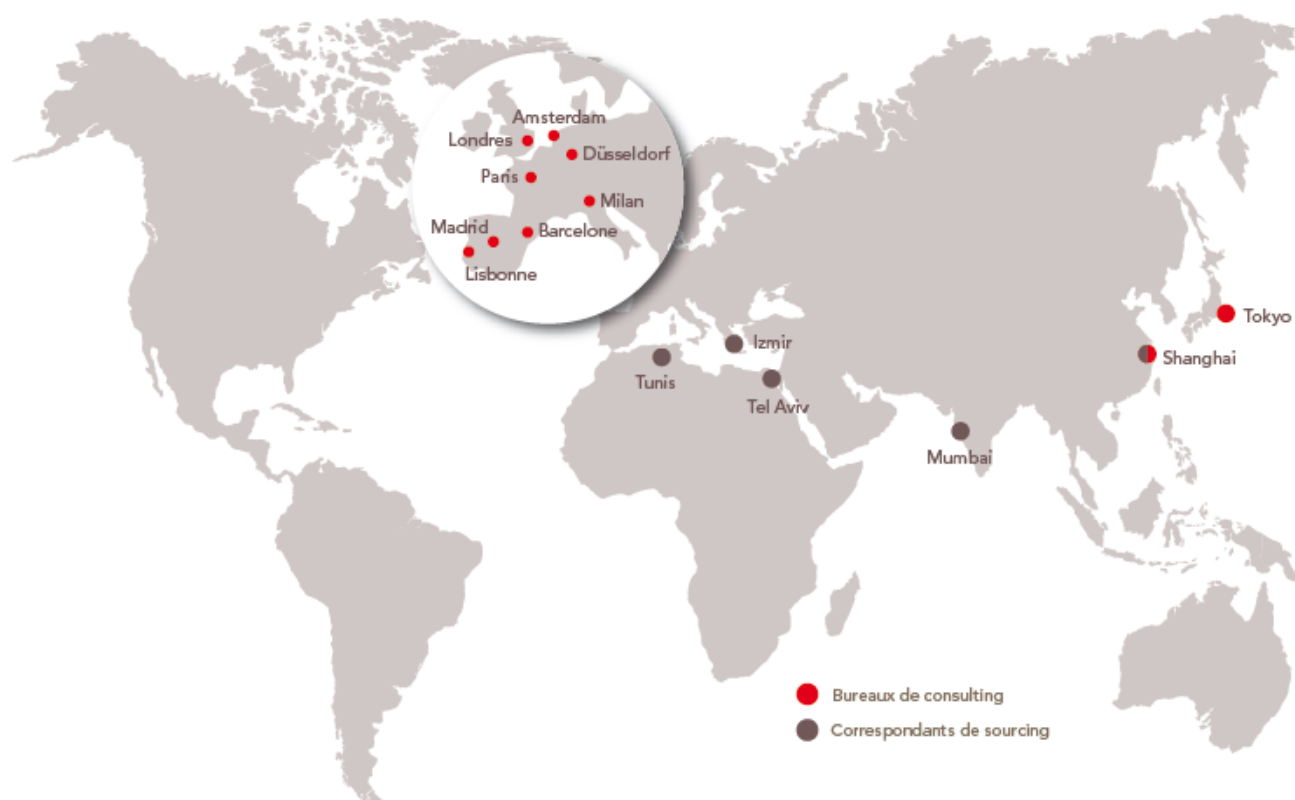 Amsterdam
Londres
Düsseldorf
Paris
Milan
Madrid
Barcelone
Lisbonne
Tokyo
Izmir
Shanghai
Tunis
Tel Aviv
Mumbai
Bureaux de consulting
Correspondants de sourcing